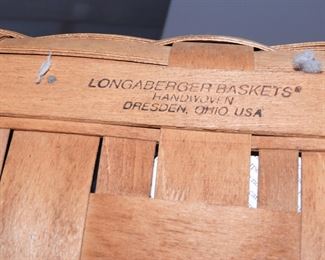 LONGABERGER BASKETS®
HANDWOVEN
DRESDEN, OHIO USA